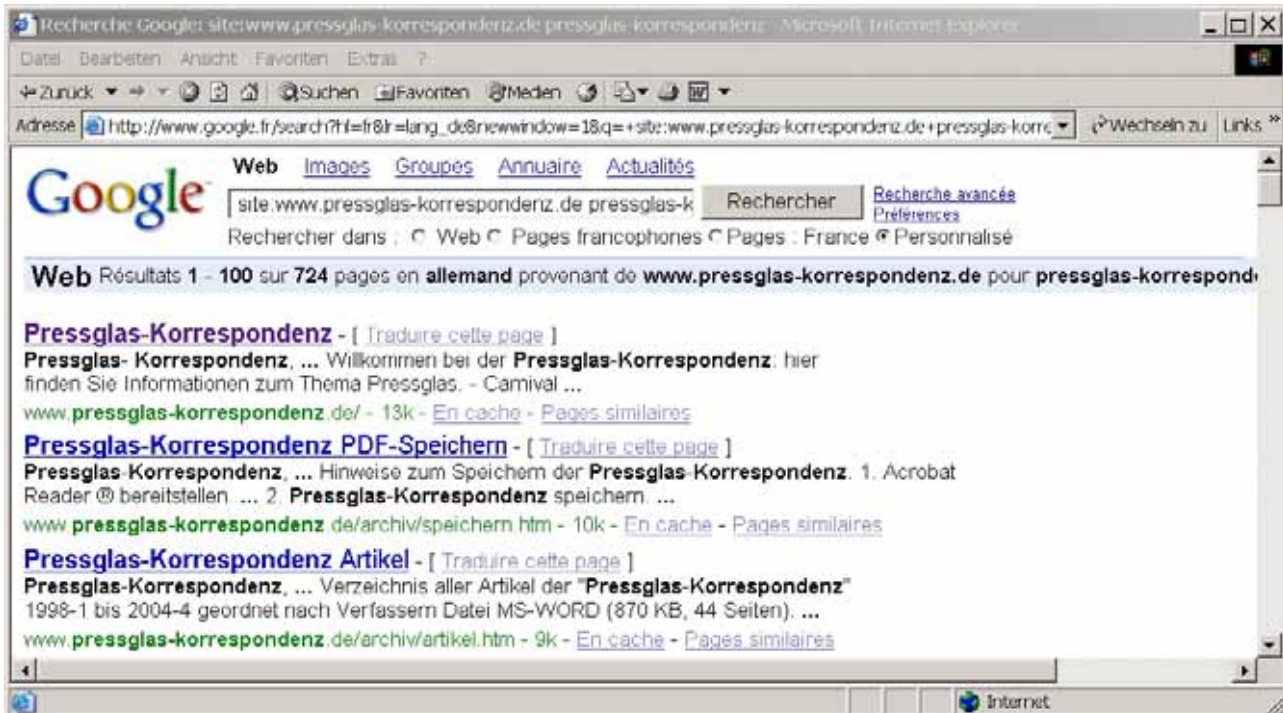 Recherche Google: site:www.pressglas-korrespondenz.de pressglas-korrespondenz - Microsoft Internet Explorer
Datei Bearbeiten Ansicht Favoriten Extras ?
Zurück Suchen Favoriten Medien
Adresse http://www.google.fr/search?hl=fr&lr=lang_de&newwindow=1&q=+site:www.pressglas-korrespondenz.de+pressglas-korre Wechseln zu Links »
Web Images Groupes Annuaire Actualités
Google site:www.pressglas-korrespondenz.de pressglas-k Rechercher Recherche avancée
Préférences
Rechercher dans : Web Pages francophones Pages : France Personnalisé
Web Résultats 1 - 100 sur 724 pages en allemand provenant de www.pressglas-korrespondenz.de pour pressglas-korresponde
Pressglas-Korrespondenz - [ Traduire cette page ]
Pressglas- Korrespondenz, ... Willkommen bei der Pressglas-Korrespondenz. hier
finden Sie Informationen zum Thema Pressglas. - Carnival ...
www.pressglas-korrespondenz.de/ - 13k - En cache - Pages similaires
Pressglas-Korrespondenz PDF-Speichern - [ Traduire cette page ]
Pressglas-Korrespondenz, ... Hinweise zum Speichern der Pressglas-Korrespondenz. 1. Acrobat
Reader ® bereitstellen. ... 2. Pressglas-Korrespondenz speichern. ...
www.pressglas-korrespondenz.de/archiv/speichern.htm - 10k - En cache - Pages similaires
Pressglas-Korrespondenz Artikel - [ Traduire cette page ]
Pressglas-Korrespondenz, ... Verzeichnis aller Artikel der "Pressglas-Korrespondenz"
1998-1 bis 2004-4 geordnet nach Verfassern Datei MS-WORD (870 KB, 44 Seiten). ...
www.pressglas-korrespondenz.de/archiv/artikel.htm - 9k - En cache - Pages similaires
Internet